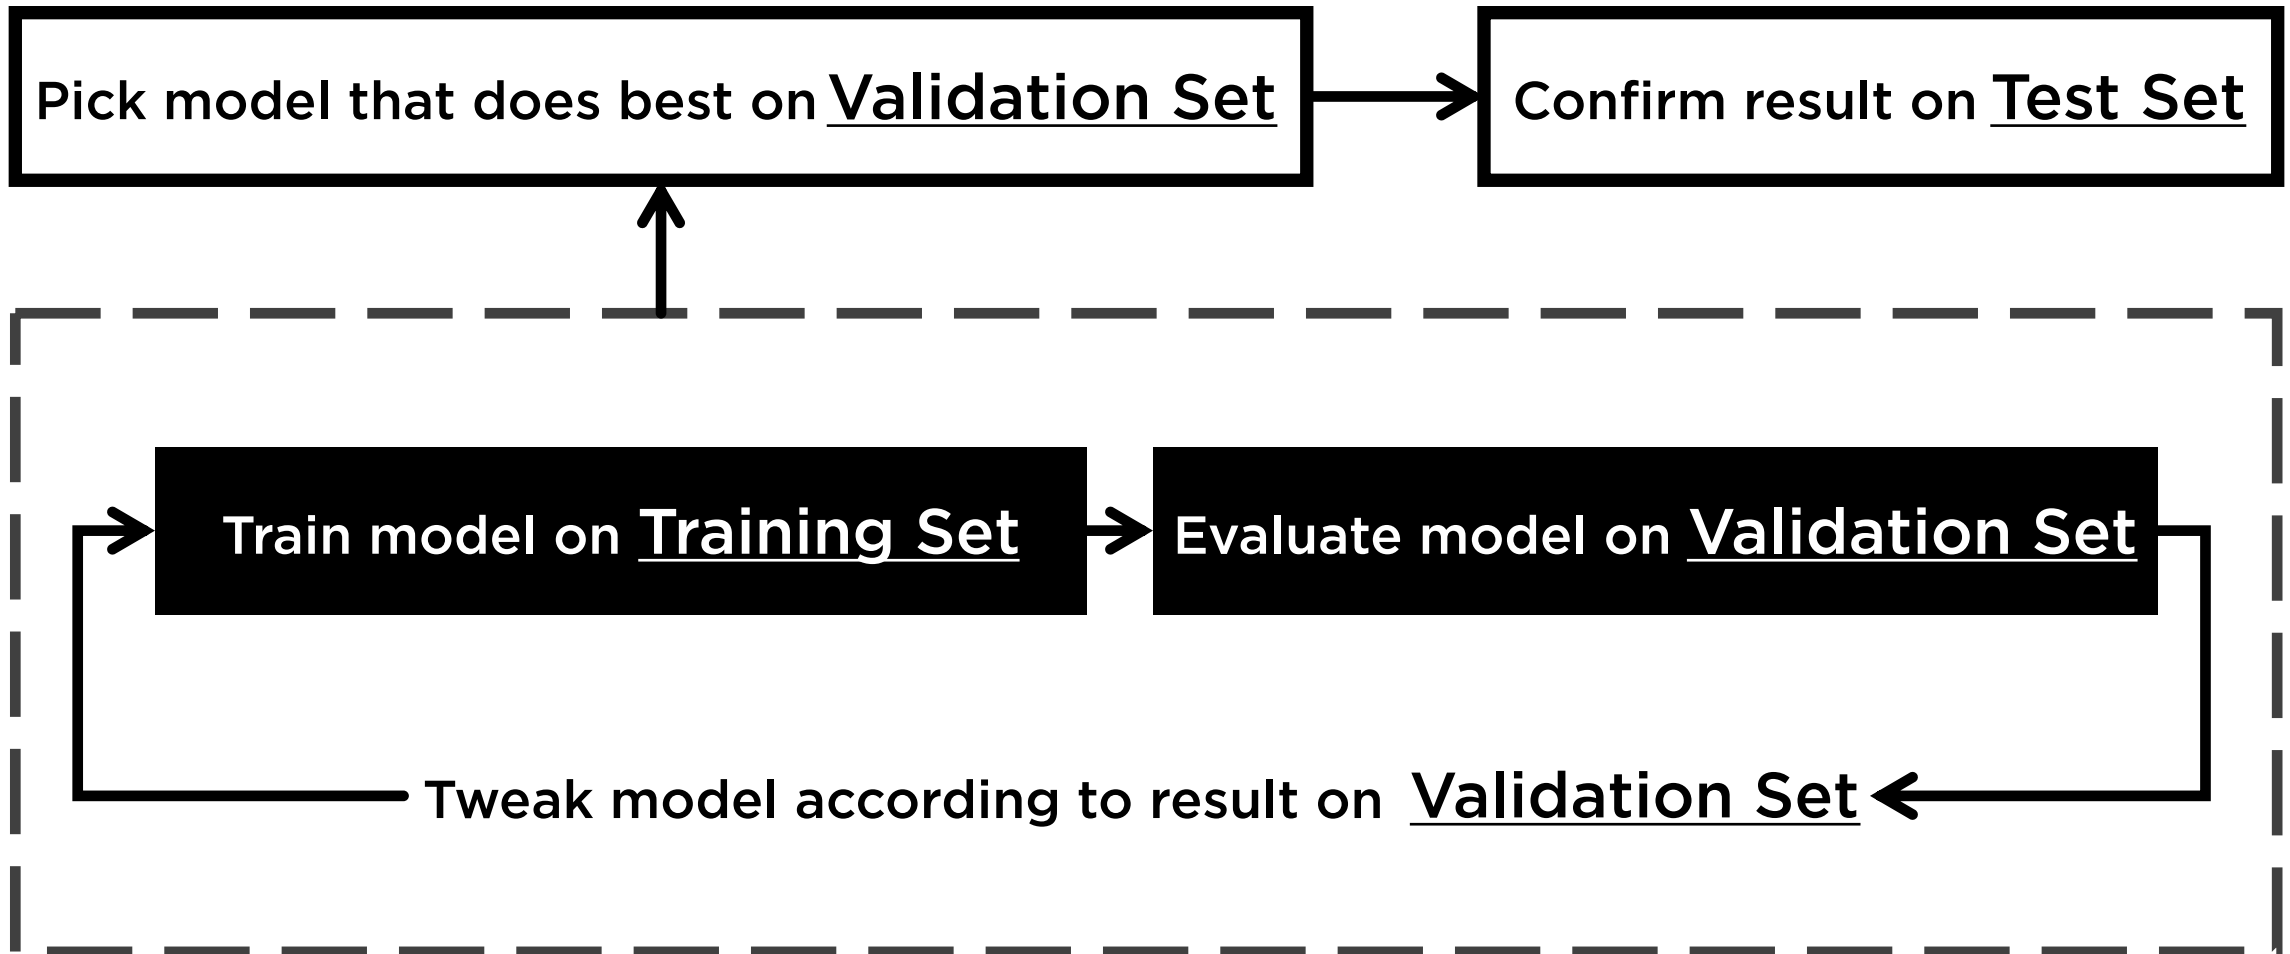 Pick model that does best on Validation Set
Confirm result on Test Set
Train model on Training Set
Evaluate model on Validation Set
Tweak model according to result on Validation Set